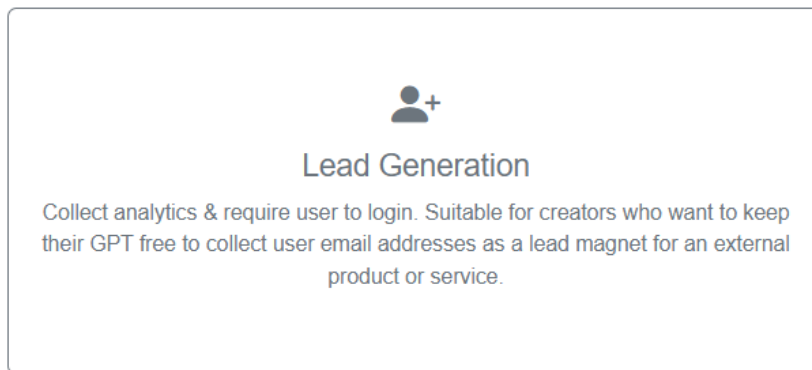 Lead Generation
Collect analytics & require user to login. Suitable for creators who want to keep
their GPT free to collect user email addresses as a lead magnet for an external
product or service.